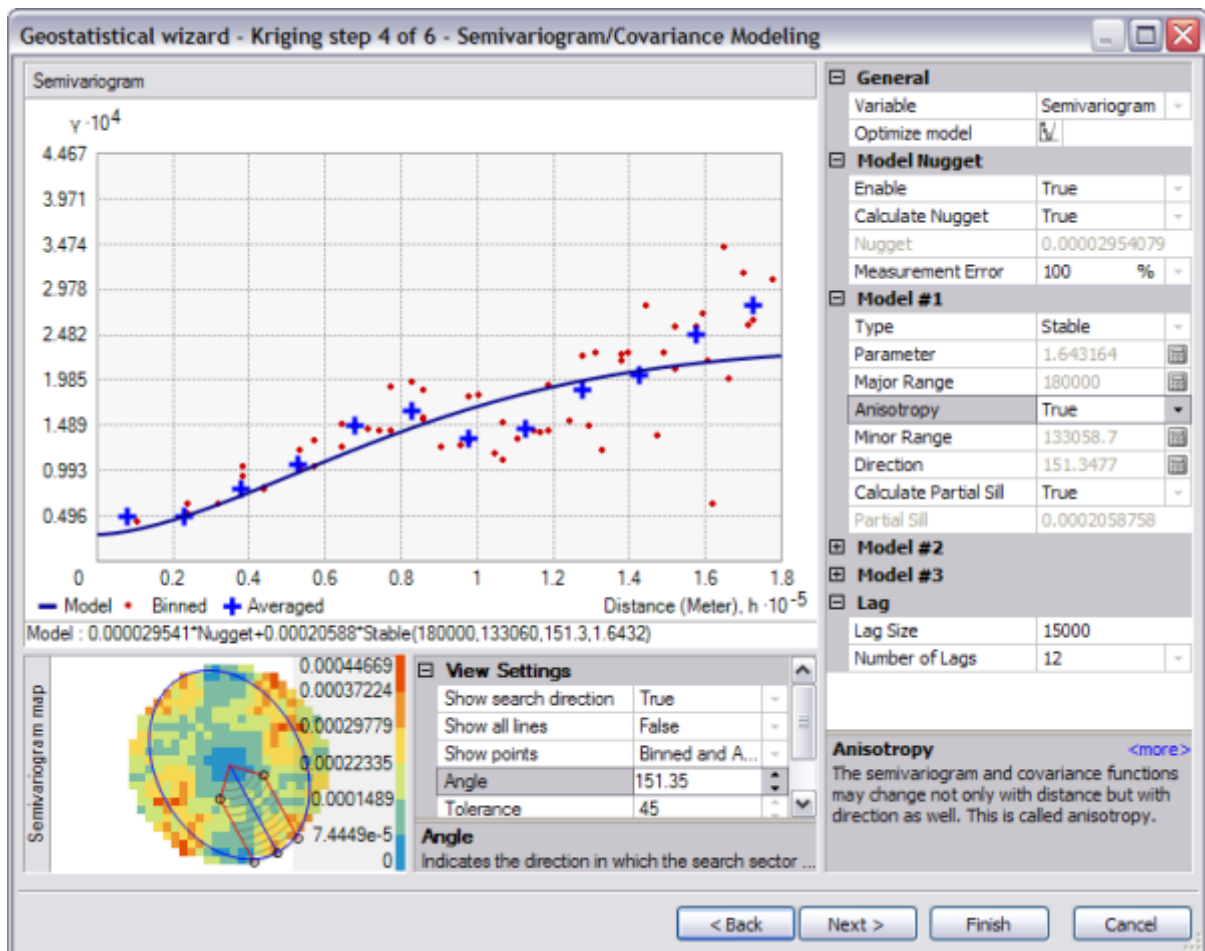 Geostatistical wizard - Kriging step 4 of 6 - Semivariogram/Covariance Modeling
Semivariogram
γ ·10⁴
4.467
3.971
3.474
2.978
2.482
1.985
1.489
0.993
0.496
0 0.2 0.4 0.6 0.8 1 1.2 1.4 1.6 1.8
Model Binned Averaged Distance (Meter), h ·10⁻⁵
Model : 0.000029541*Nugget+0.00020588*Stable(180000,133060,151.3,1.6432)
Semivariogram map
0.00044669
0.00037224
0.00029779
0.00022335
0.0001489
7.4449e-5
0
View Settings
Show search direction True
Show all lines False
Show points Binned and A...
Angle 151.35
Tolerance 45
Angle
Indicates the direction in which the search sector ...
General
Variable Semivariogram
Optimize model
Model Nugget
Enable True
Calculate Nugget True
Nugget 0.00002954079
Measurement Error 100 %
Model #1
Type Stable
Parameter 1.643164
Major Range 180000
Anisotropy True
Minor Range 133058.7
Direction 151.3477
Calculate Partial Sill True
Partial Sill 0.0002058758
Model #2
Model #3
Lag
Lag Size 15000
Number of Lags 12
Anisotropy <more>
The semivariogram and covariance functions
may change not only with distance but with
direction as well. This is called anisotropy.
< Back Next > Finish Cancel